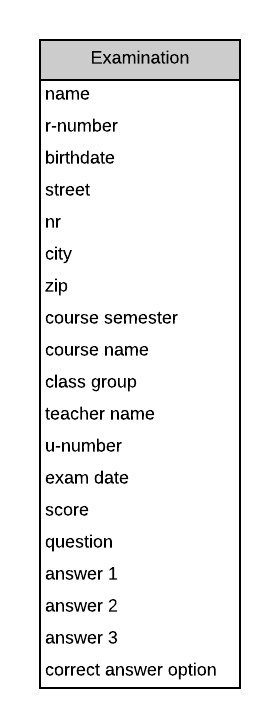 Examination
name
r-number
birthdate
street
nr
city
zip
course semester
course name
class group
teacher name
u-number
exam date
score
question
answer 1
answer 2
answer 3
correct answer option